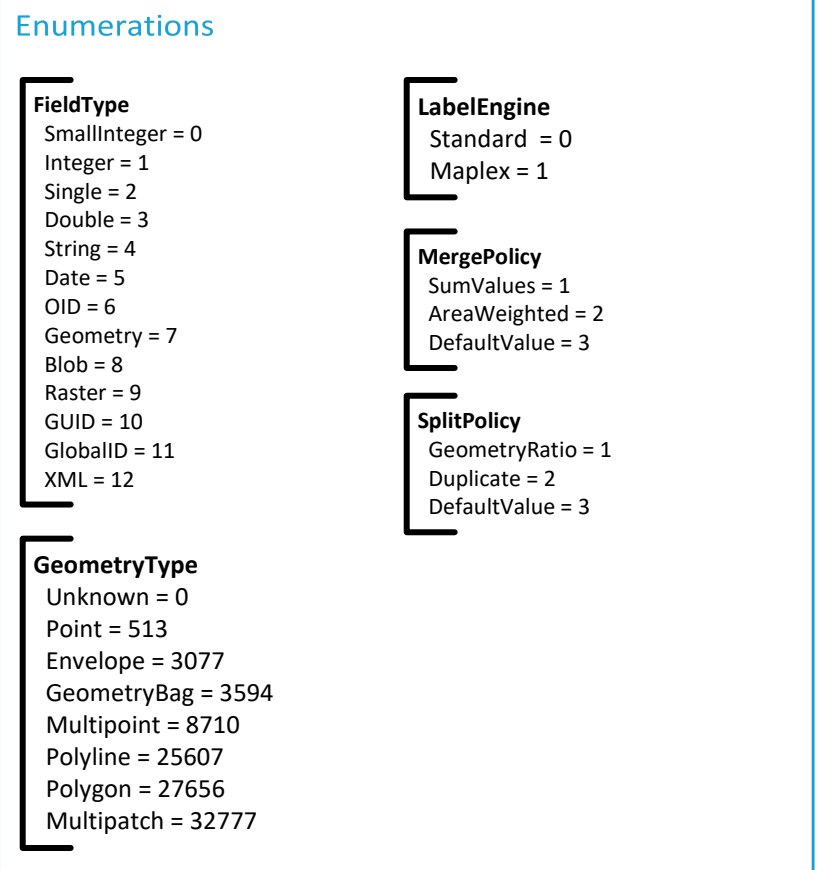 Enumerations
FieldType
SmallInteger = 0
Integer = 1
Single = 2
Double = 3
String = 4
Date = 5
OID = 6
Geometry = 7
Blob = 8
Raster = 9
GUID = 10
GlobalID = 11
XML = 12
GeometryType
Unknown = 0
Point = 513
Envelope = 3077
GeometryBag = 3594
Multipoint = 8710
Polyline = 25607
Polygon = 27656
Multipatch = 32777
LabelEngine
Standard  = 0
Maplex = 1
MergePolicy
SumValues = 1
AreaWeighted = 2
DefaultValue = 3
SplitPolicy
GeometryRatio = 1
Duplicate = 2
DefaultValue = 3